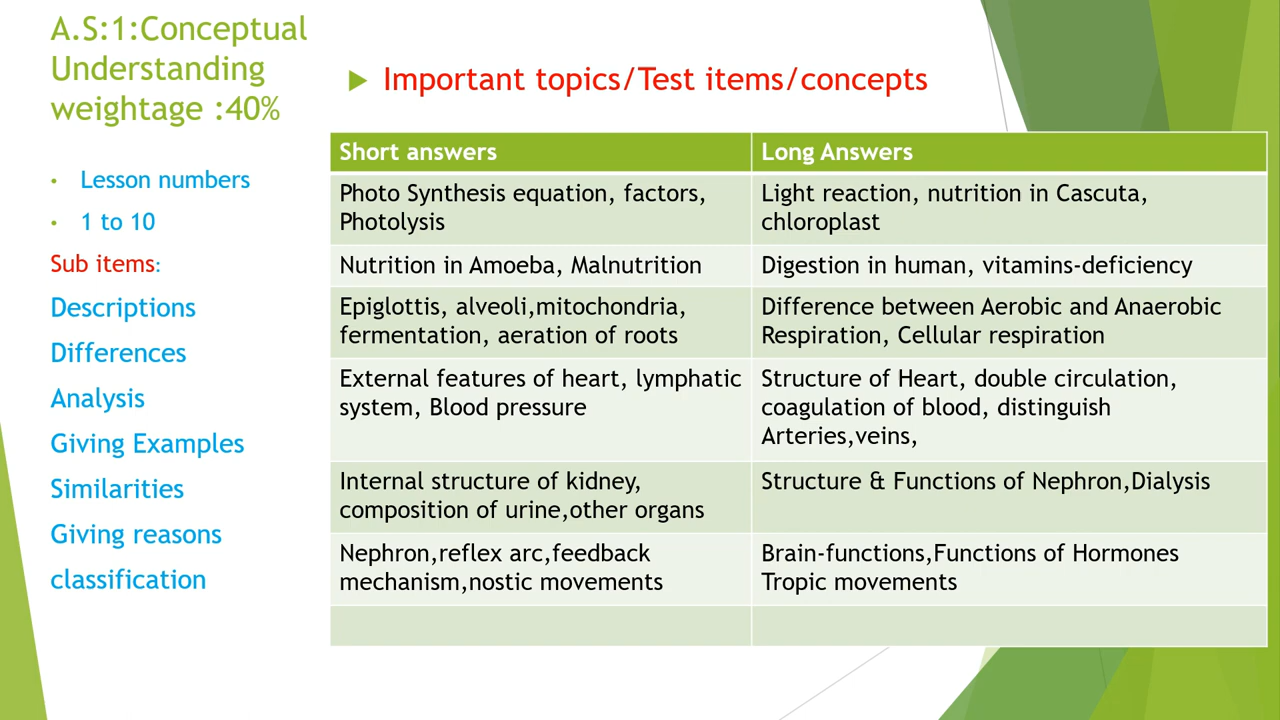 A.S:1:Conceptual
Understanding
weightage :40%
Important topics/Test items/concepts
• Lesson numbers
• 1 to 10
Sub items:
Descriptions
Differences
Analysis
Giving Examples
Similarities
Giving reasons
classification
Short answers
Long Answers
Photo Synthesis equation, factors,
Photolysis
Light reaction, nutrition in Cascuta,
chloroplast
Nutrition in Amoeba, Malnutrition
Digestion in human, vitamins-deficiency
Epiglottis, alveoli,mitochondria,
fermentation, aeration of roots
Difference between Aerobic and Anaerobic
Respiration, Cellular respiration
External features of heart, lymphatic
system, Blood pressure
Structure of Heart, double circulation,
coagulation of blood, distinguish
Arteries,veins,
Internal structure of kidney,
composition of urine,other organs
Structure & Functions of Nephron,Dialysis
Nephron,reflex arc,feedback
mechanism,nostic movements
Brain-functions,Functions of Hormones
Tropic movements